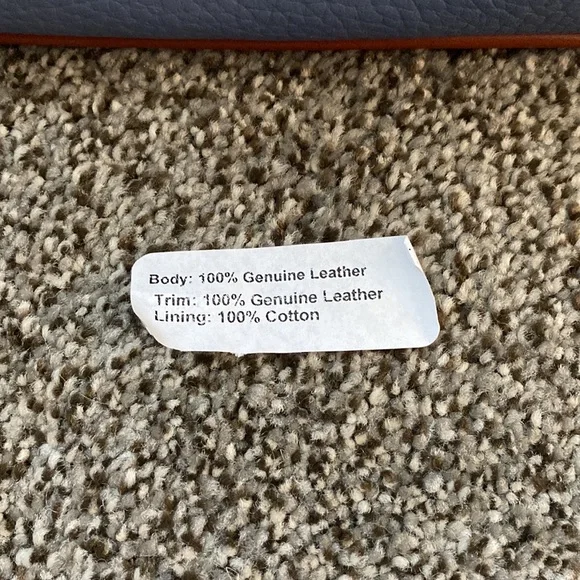 Body: 100% Genuine Leather
Trim: 100% Genuine Leather
Lining: 100% Cotton